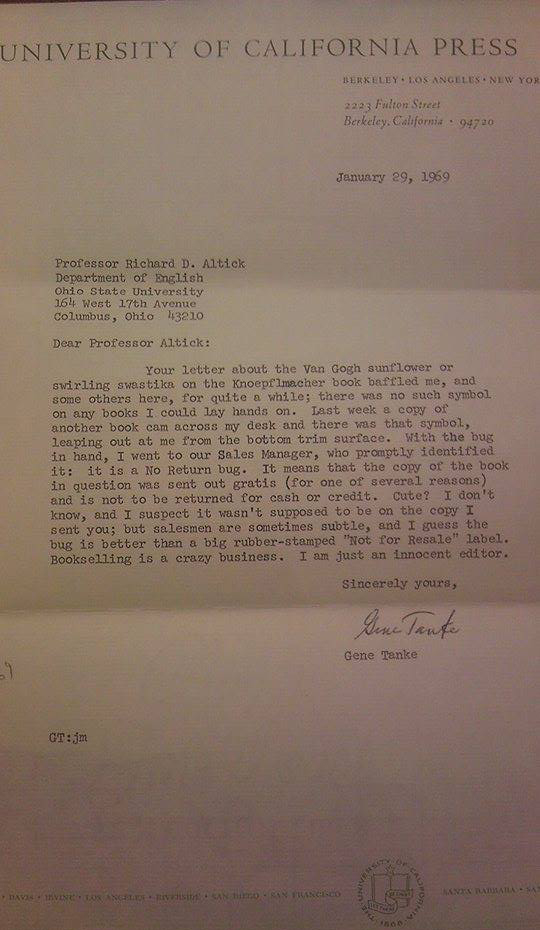 UNIVERSITY OF CALIFORNIA PRESS
BERKELEY • LOS ANGELES • NEW YOR
2223 Fulton Street
Berkeley, California • 94720
January 29, 1969
Professor Richard D. Altick
Department of English
Ohio State University
164 West 17th Avenue
Columbus, Ohio 43210
Dear Professor Altick:
Your letter about the Van Gogh sunflower or
swirling swastika on the Knoepflmacher book baffled me, and
some others here, for quite a while; there was no such symbol
on any books I could lay hands on. Last week a copy of
another book cam across my desk and there was that symbol,
leaping out at me from the bottom trim surface. With the bug
in hand, I went to our Sales Manager, who promptly identified
it: it is a No Return bug. It means that the copy of the book
in question was sent out gratis (for one of several reasons)
and is not to be returned for cash or credit. Cute? I don't
know, and I suspect it wasn't supposed to be on the copy I
sent you; but salesmen are sometimes subtle, and I guess the
bug is better than a big rubber-stamped "Not for Resale" label.
Bookselling is a crazy business. I am just an innocent editor.
Sincerely yours,
Gene Tanke
Gene Tanke
GT:jm
• DAVIS • IRVINE • LOS ANGELES • RIVERSIDE • SAN DIEGO • SAN FRANCISCO
THE UNIVERSITY OF CALIFORNIA 1868
SANTA BARBARA • SAN